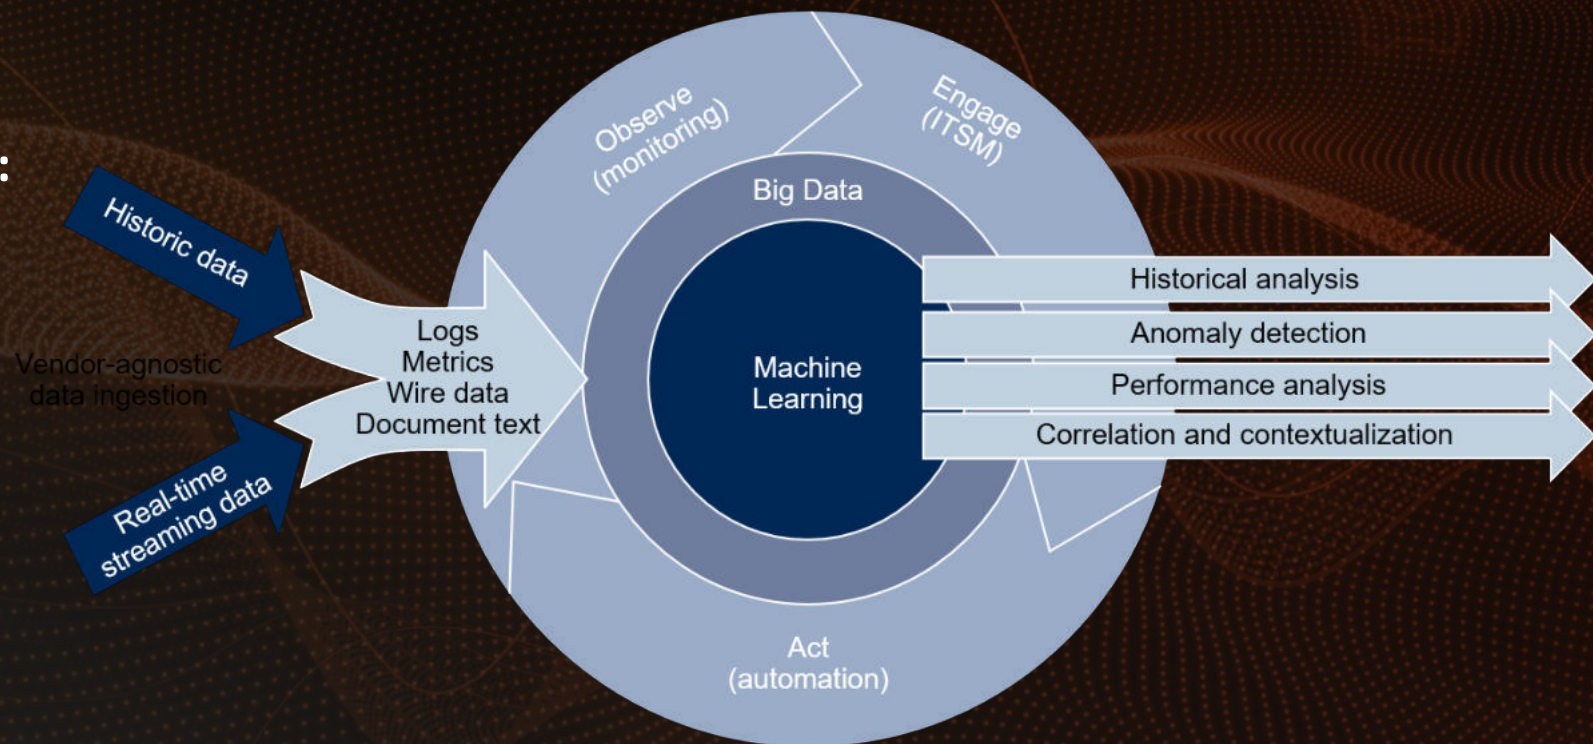 :
Observe
(monitoring)
Engage
(ITSM)
Big Data
Historic data
Vendor-agnostic
data ingestion
Real-time
streaming data
Logs
Metrics
Wire data
Document text
Machine
Learning
Historical analysis
Anomaly detection
Performance analysis
Correlation and contextualization
Act
(automation)